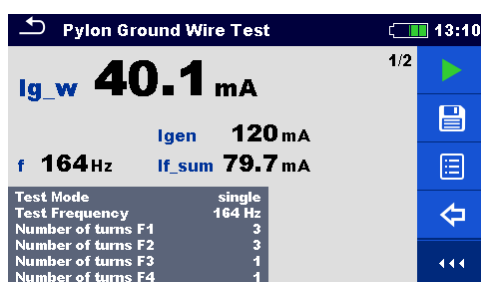 Pylon Ground Wire Test 13:10
1/2
Ig_w 40.1 mA
Igen 120 mA
f 164 Hz If_sum 79.7 mA
Test Mode single
Test Frequency 164 Hz
Number of turns F1 3
Number of turns F2 3
Number of turns F3 1
Number of turns F4 1